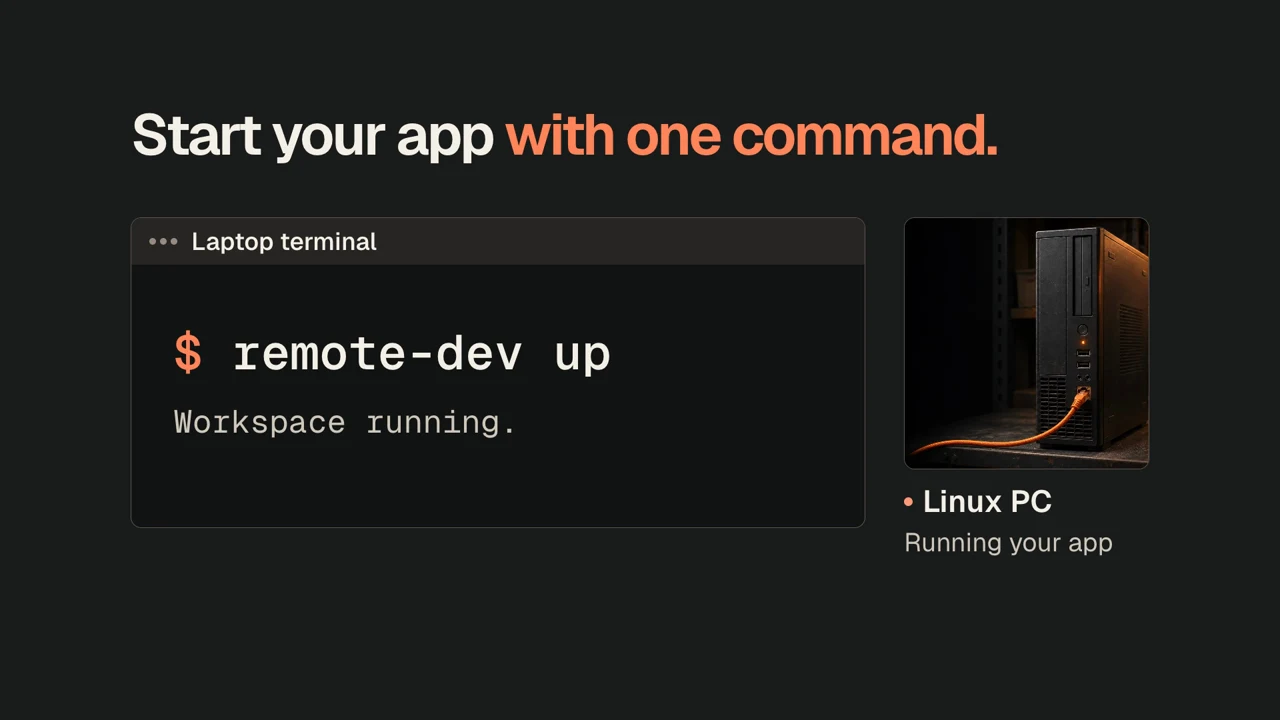 Start your app with one command.
Laptop terminal
$ remote-dev up
Workspace running.
Linux PC
Running your app